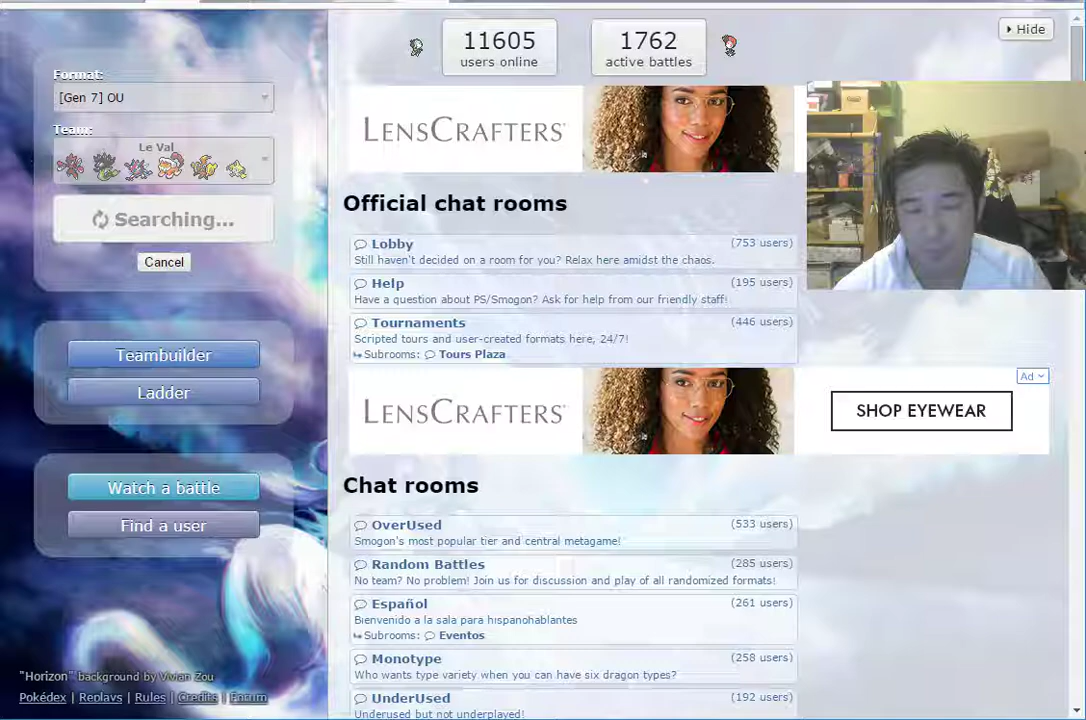 11605
users online
1762
active battles
Hide
Format:
[Gen 7] OU
Team:
Le Val
Searching...
Cancel
Teambuilder
Ladder
Watch a battle
Find a user
"Horizon" background by Vivian Zou
Pokédex | Replays | Rules | Credits | Forum
LENSCRAFTERS
Official chat rooms
Lobby (753 users)
Still haven't decided on a room for you? Relax here amidst the chaos.
Help (195 users)
Have a question about PS/Smogon? Ask for help from our friendly staff!
Tournaments (446 users)
Scripted tours and user-created formats here, 24/7!
Subrooms: Tours Plaza
LENSCRAFTERS
Ad
SHOP EYEWEAR
Chat rooms
OverUsed (533 users)
Smogon's most popular tier and central metagame!
Random Battles (285 users)
No team? No problem! Join us for discussion and play of all randomized formats!
Español (261 users)
Bienvenido a la sala para hispanohablantes
Subrooms: Eventos
Monotype (258 users)
Who wants type variety when you can have six dragon types?
UnderUsed (192 users)
Underused but not underplayed!